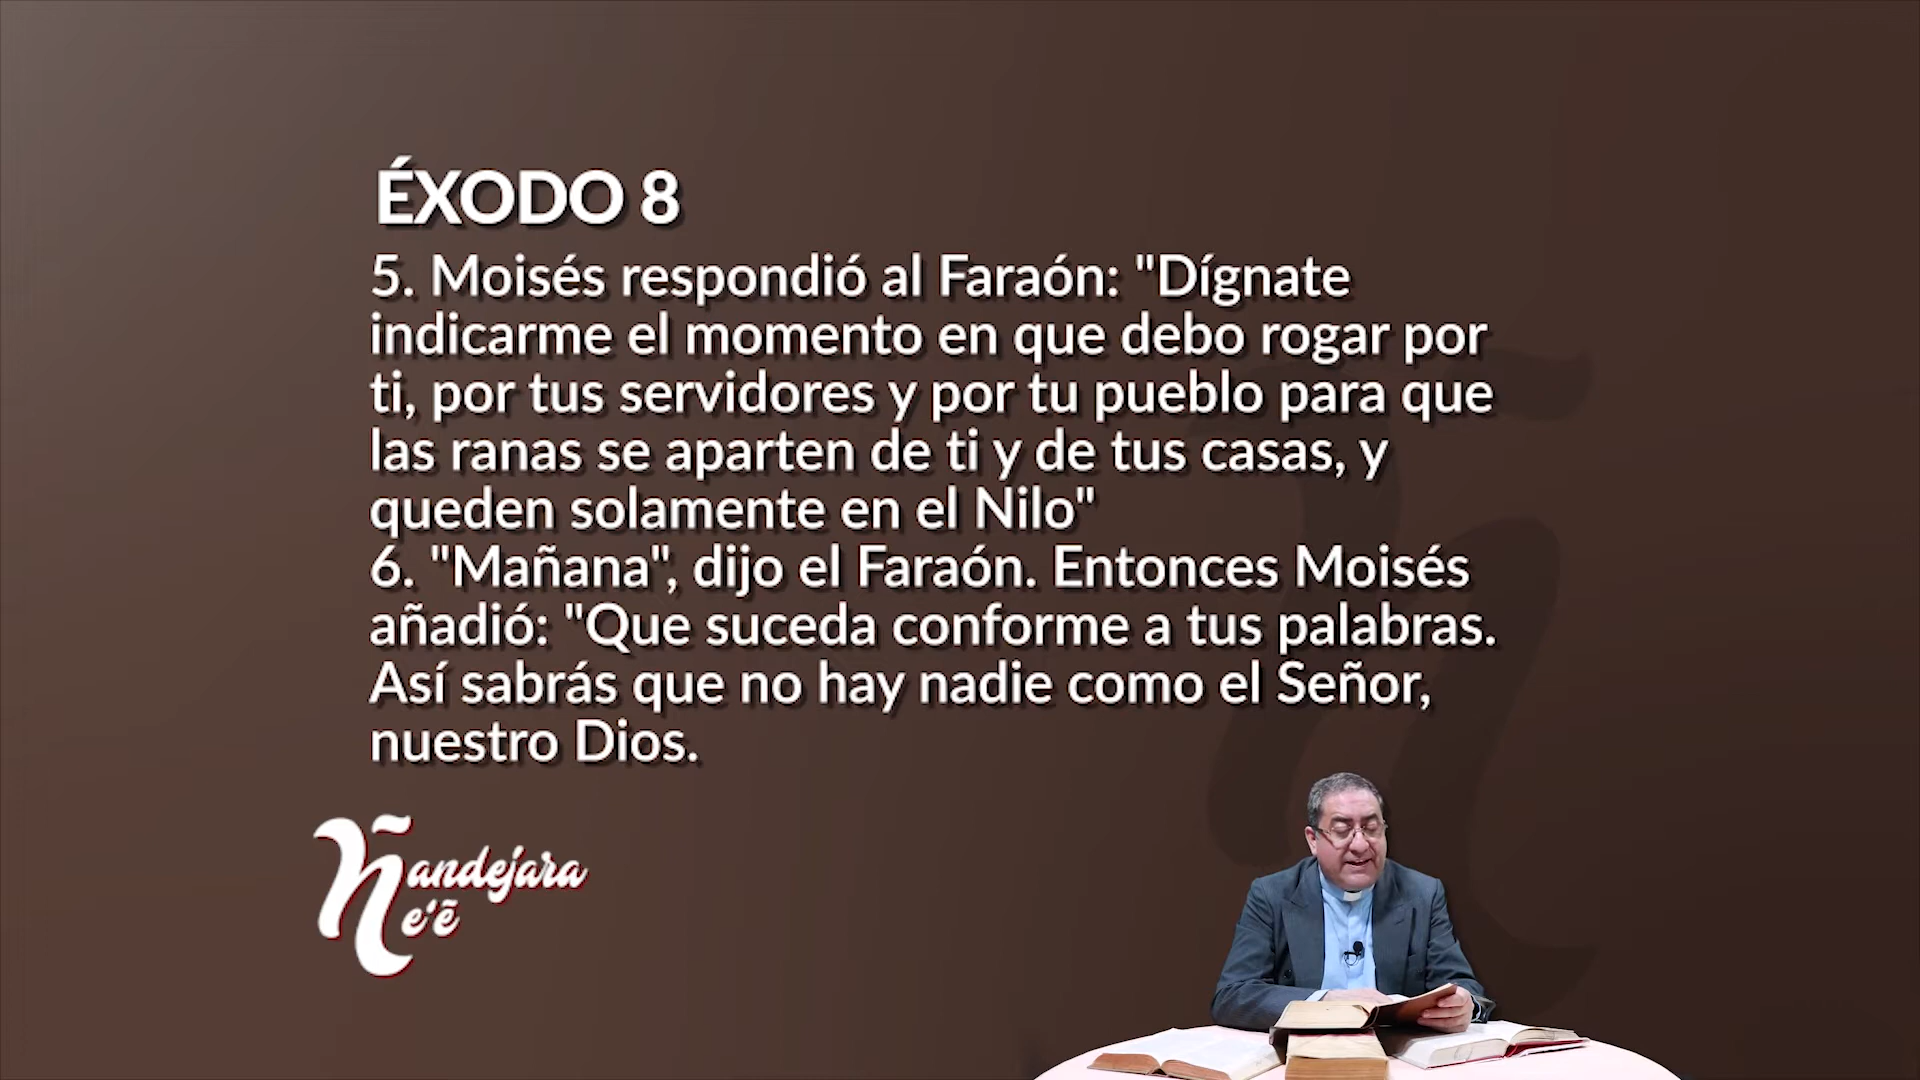 ÉXODO 8
5. Moisés respondió al Faraón: "Dígnate
indicarme el momento en que debo rogar por
ti, por tus servidores y por tu pueblo para que
las ranas se aparten de ti y de tus casas, y
queden solamente en el Nilo"
6. "Mañana", dijo el Faraón. Entonces Moisés
añadió: "Que suceda conforme a tus palabras.
Así sabrás que no hay nadie como el Señor,
nuestro Dios.
Ñandejara
Ñe'ẽ